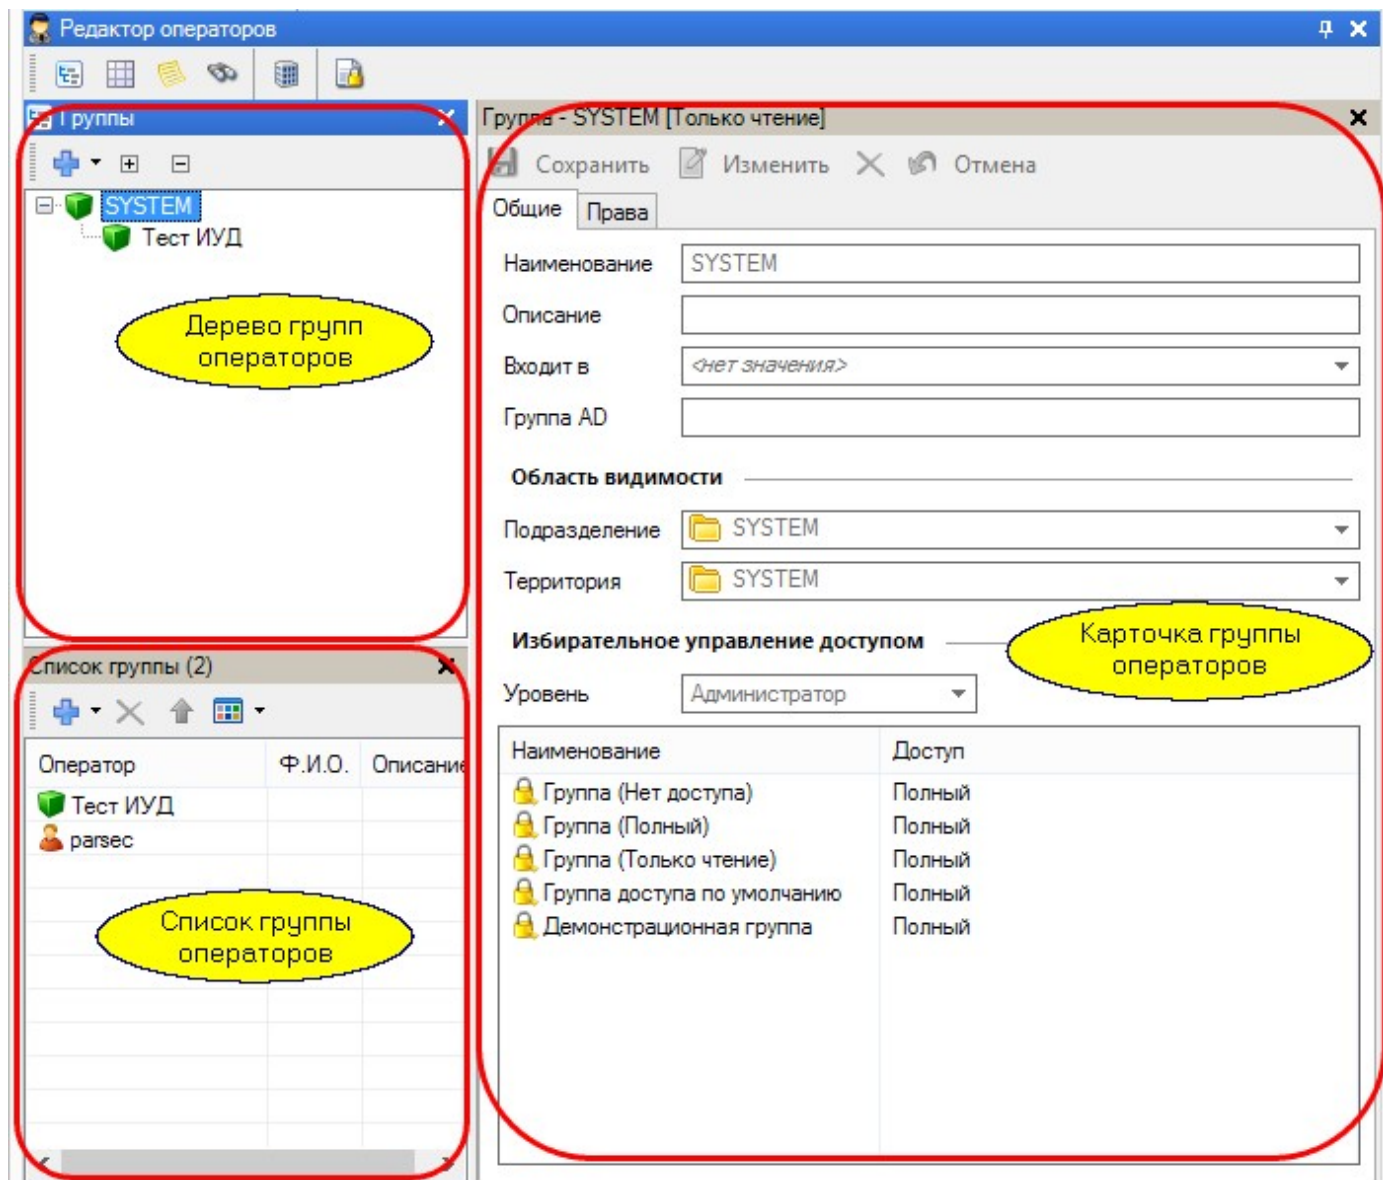 Редактор операторов
Группы
SYSTEM
Тест ИУД
Дерево групп
операторов
Список группы (2)
Оператор Ф.И.О. Описание
Тест ИУД
parsec
Список группы
операторов
Группа - SYSTEM [Только чтение]
Сохранить Изменить Отмена
Общие Права
Наименование SYSTEM
Описание
Входит в <нет значения>
Группа AD
Область видимости
Подразделение SYSTEM
Территория SYSTEM
Избирательное управление доступом
Карточка группы
операторов
Уровень Администратор
Наименование Доступ
Группа (Нет доступа) Полный
Группа (Полный) Полный
Группа (Только чтение) Полный
Группа доступа по умолчанию Полный
Демонстрационная группа Полный